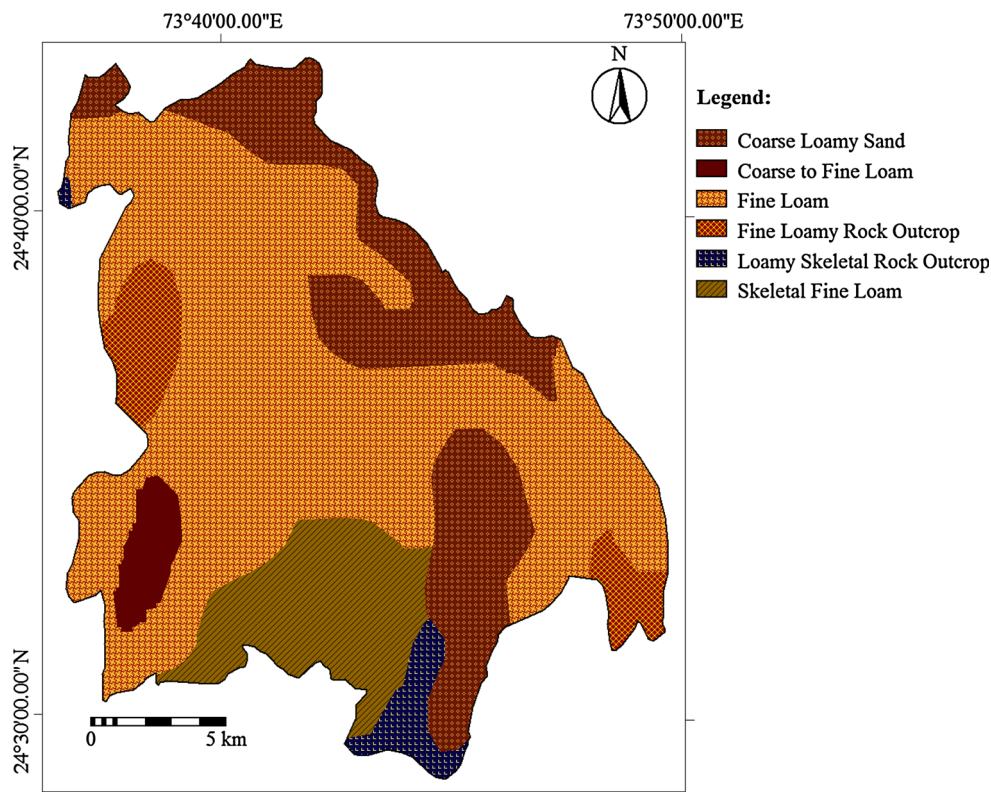 73°40'00.00"E
73°50'00.00"E
N
24°40'00.00"N
24°30'00.00"N
0
5 km
Legend:
Coarse Loamy Sand
Coarse to Fine Loam
Fine Loam
Fine Loamy Rock Outcrop
Loamy Skeletal Rock Outcrop
Skeletal Fine Loam